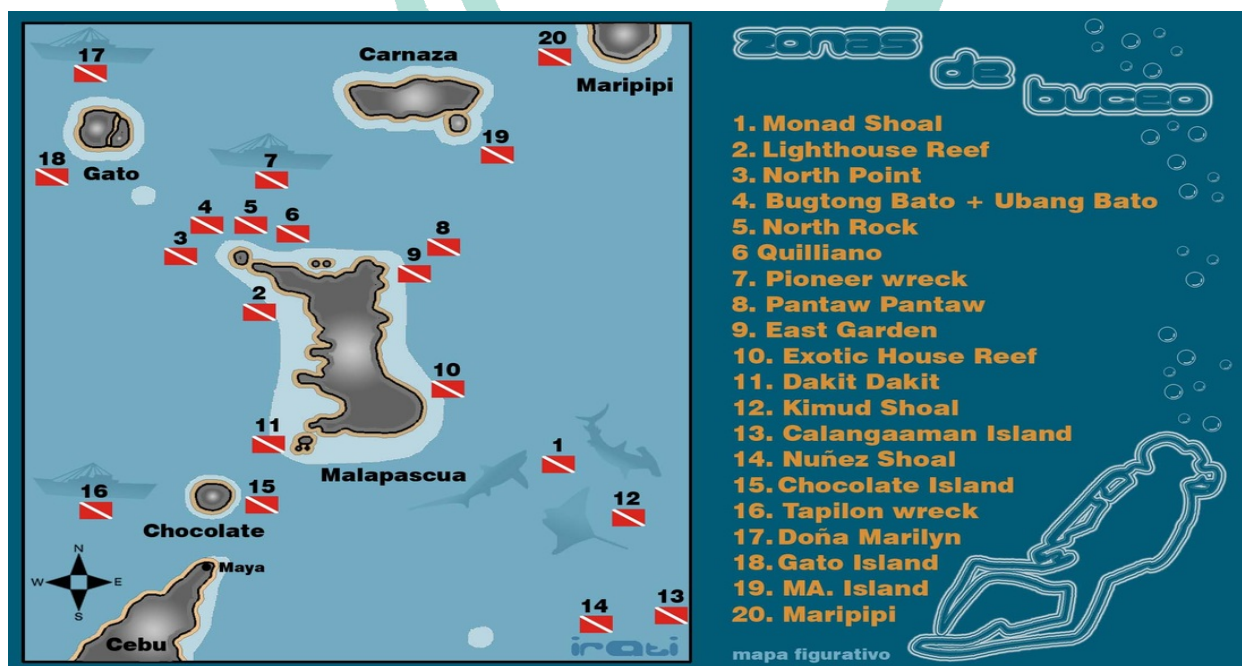 20
17
Carnaza
Maripipi
zonas
de
buceo
19
18
Gato
7
4
5
6
3
8
9
2
10
11
1
Malapascua
12
16
15
Chocolate
N
W
E
S
Maya
Cebu
14
13
irati
1. Monad Shoal
2. Lighthouse Reef
3. North Point
4. Bugtong Bato + Ubang Bato
5. North Rock
6 Quilliano
7. Pioneer wreck
8. Pantaw Pantaw
9. East Garden
10. Exotic House Reef
11. Dakit Dakit
12. Kimud Shoal
13. Calangaaman Island
14. Nuñez Shoal
15. Chocolate Island
16. Tapilon wreck
17. Doña Marilyn
18. Gato Island
19. MA. Island
20. Maripipi
mapa figurativo